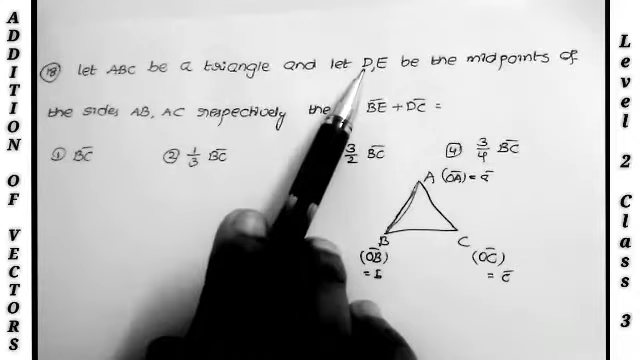 ADDITION OF VECTORS
18 let ABC be a triangle and let D,E be the midpoints of
the sides AB, AC respectively the B̄Ē + D̄C̄ =
① B̄C̄ ② 1/3 B̄C̄ 3/2 B̄C̄ ④ 3/4 B̄C̄
A (ŌĀ) = ā
B C
(ŌB̄) (ŌC̄)
= b̄ = c̄
Level 2 Class 3